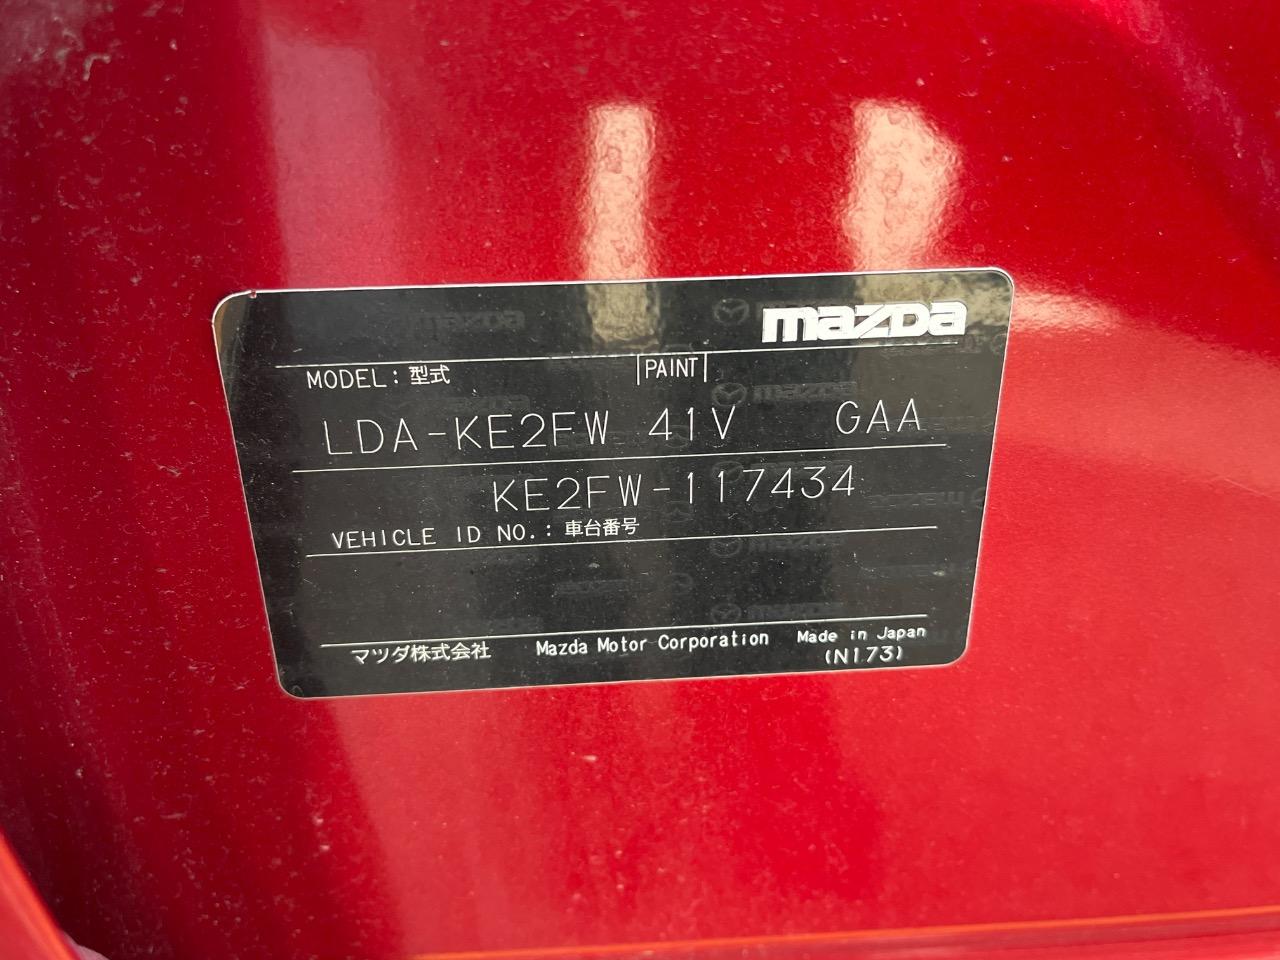 mazda
MODEL: 型式 PAINT
LDA-KE2FW 41V GAA
KE2FW-117434
VEHICLE ID NO.: 車台番号
マツダ株式会社 Mazda Motor Corporation Made in Japan
(N173)